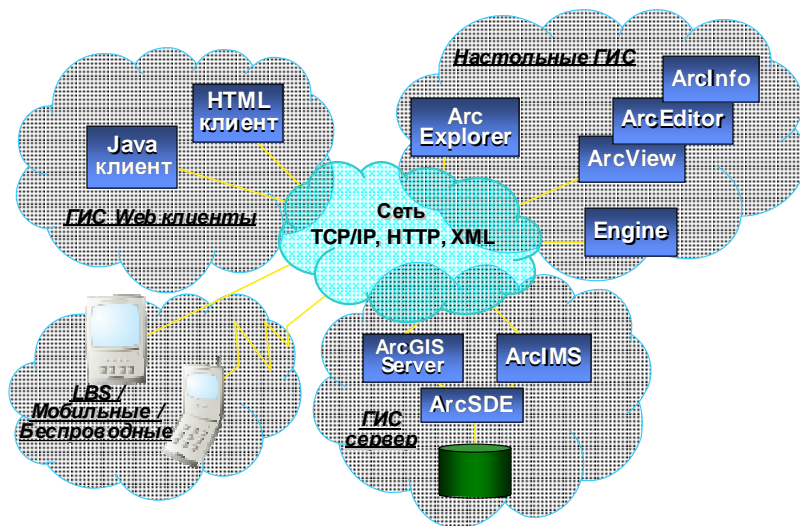 Настольные ГИС
ArcInfo
HTML
клиент
Arc
Explorer
ArcEditor
Java
клиент
ArcView
ГИС Web клиенты
Сеть
TCP/IP, HTTP, XML
Engine
ArcGIS
Server
ArcIMS
LBS /
Мобильные /
Беспроводные
ArcSDE
ГИС
сервер